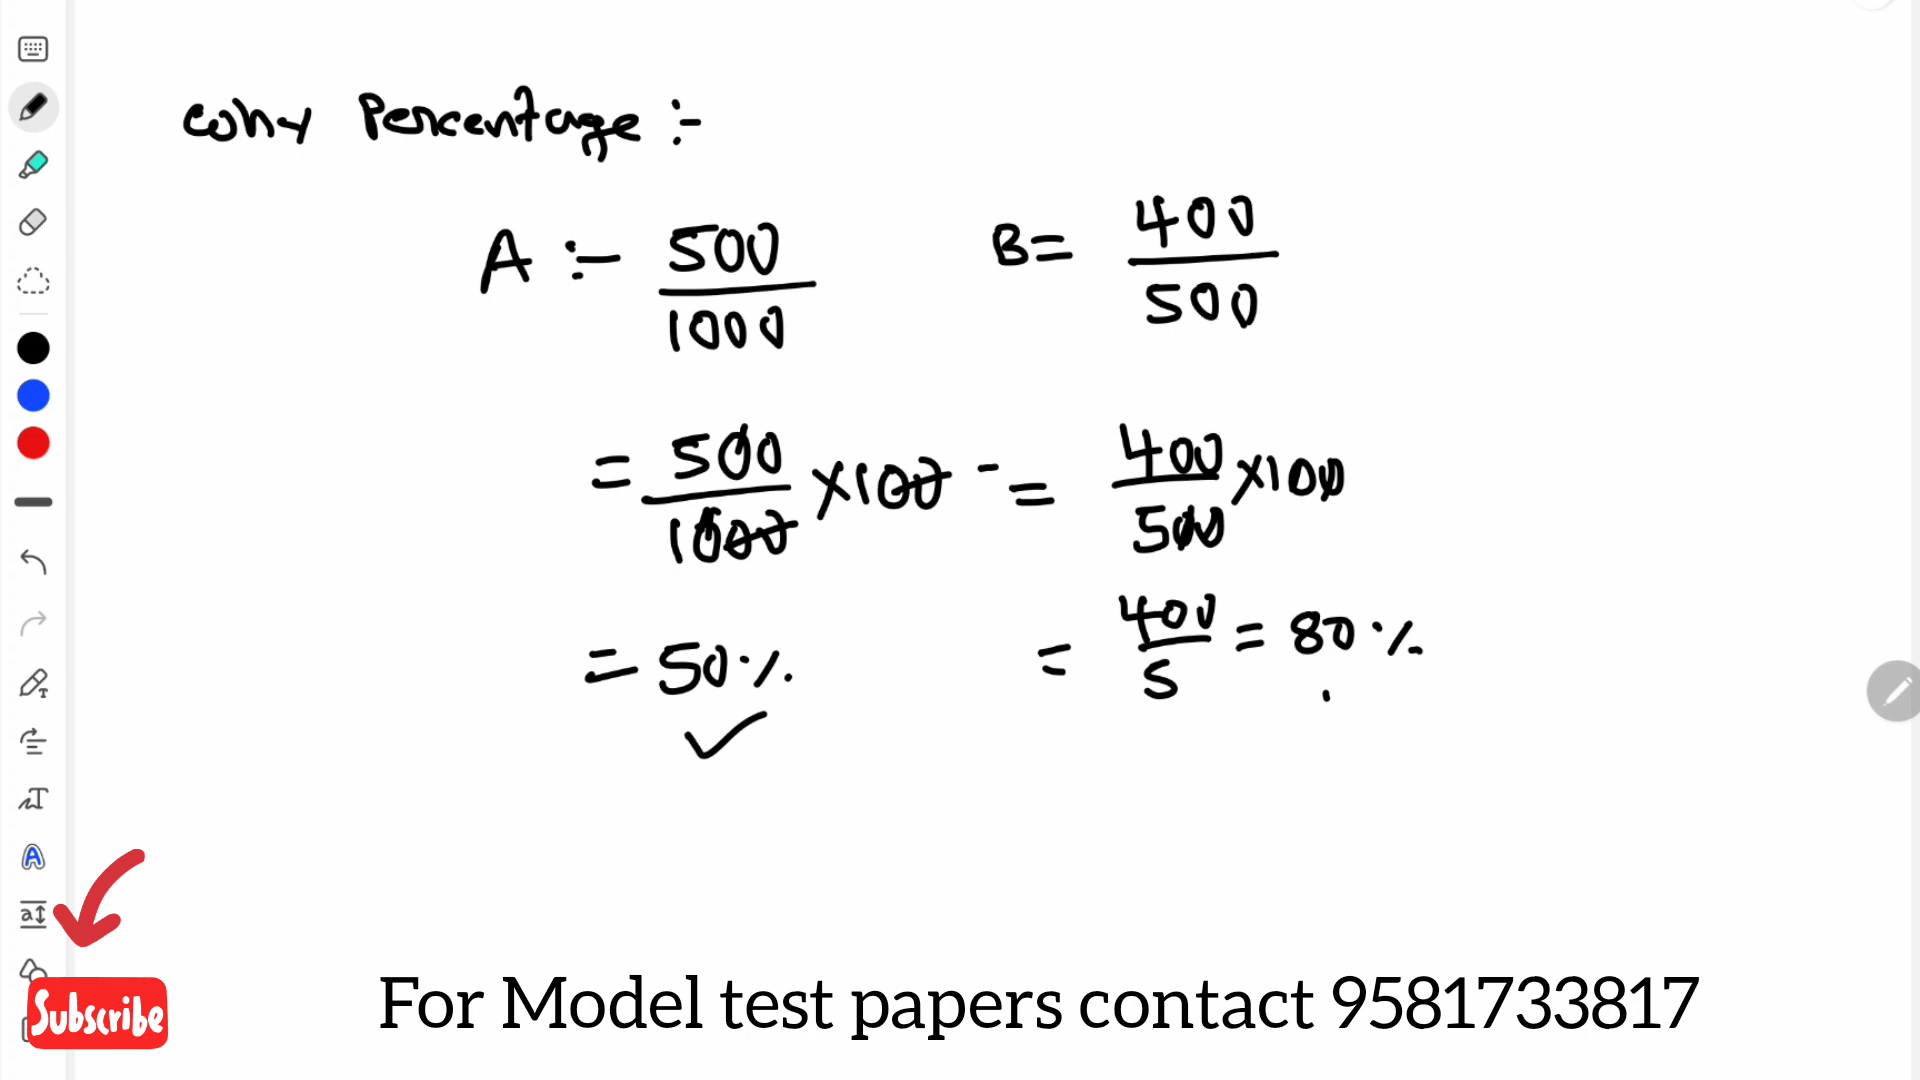 Why Percentage :-
A :- 500/1000
B = 400/500
= 500/1000 ×100 -
= 400/500 ×100
= 50 %
= 400/5 = 80 %
Subscribe
For Model test papers contact 9581733817